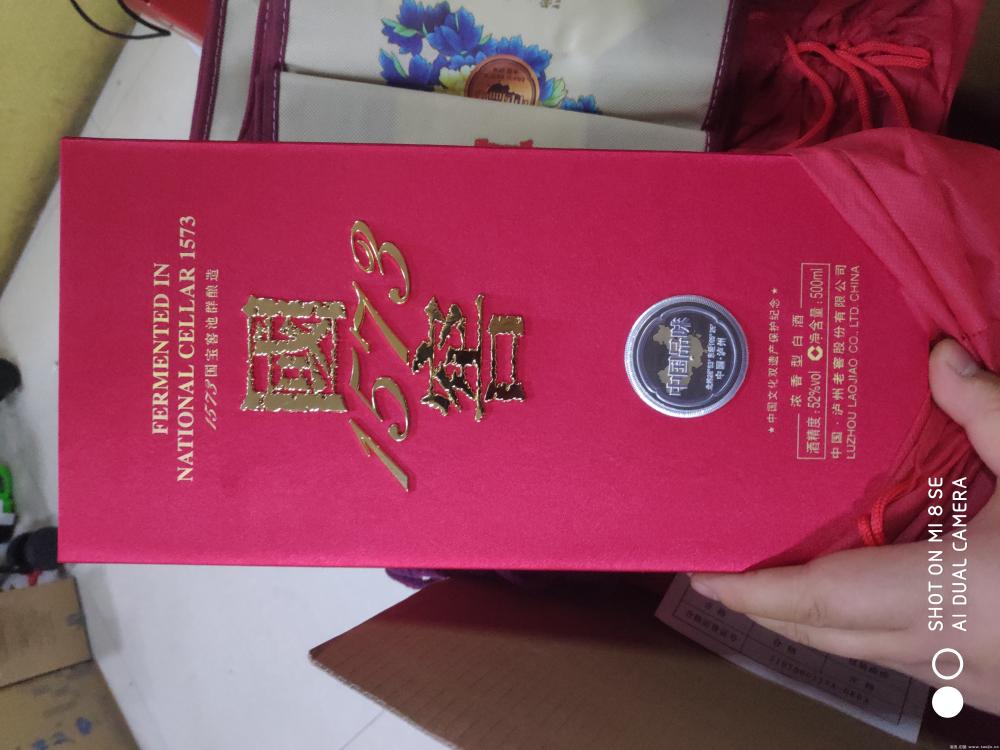 FERMENTED IN
NATIONAL CELLAR 1573
1573国宝窖池群酿造
國窖
1573
中国品味
中国·泸州
★中国文化双遗产保护纪念★
浓香型白酒
酒精度:52%vol 净含量:500ml
中国·泸州老窖股份有限公司
LUZHOU LAOJIAO CO.·LTD CHINA
SHOT ON MI 8 SE
AI DUAL CAMERA